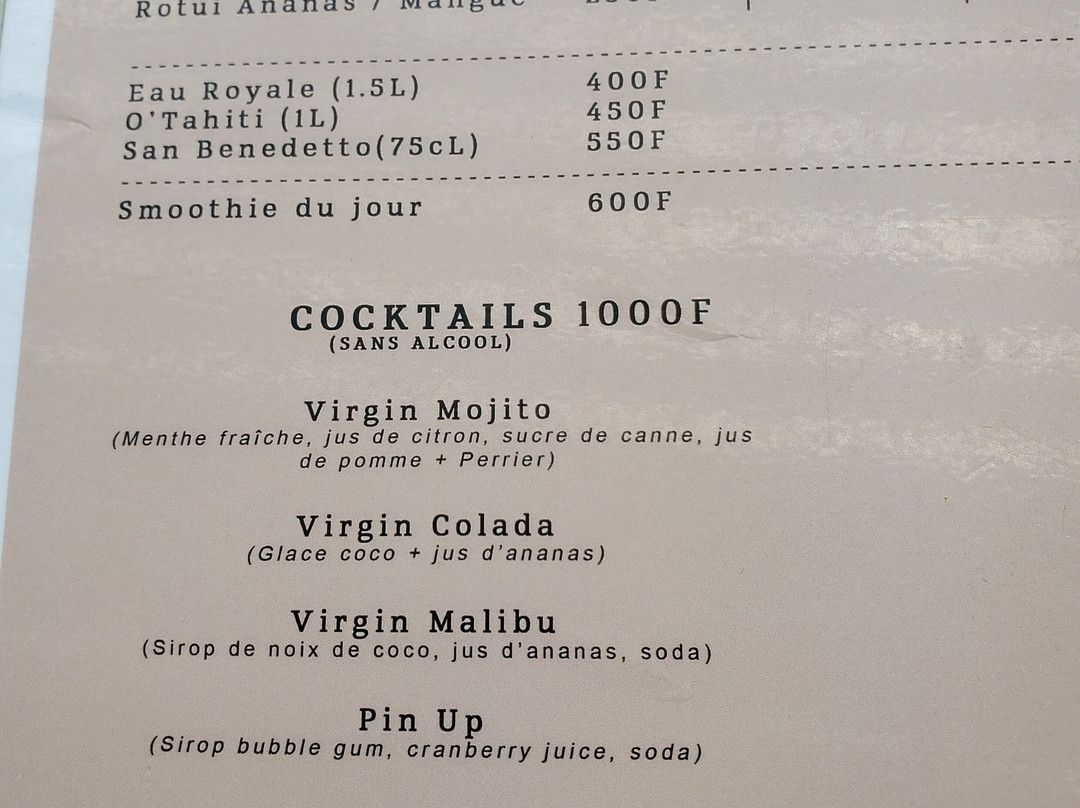 Rotui Ananas / Mangue
Eau Royale (1.5L) 400F
O'Tahiti (1L) 450F
San Benedetto(75cL) 550F
Smoothie du jour 600F
COCKTAILS 1000F
(SANS ALCOOL)
Virgin Mojito
(Menthe fraîche, jus de citron, sucre de canne, jus
de pomme + Perrier)
Virgin Colada
(Glace coco + jus d'ananas)
Virgin Malibu
(Sirop de noix de coco, jus d'ananas, soda)
Pin Up
(Sirop bubble gum, cranberry juice, soda)